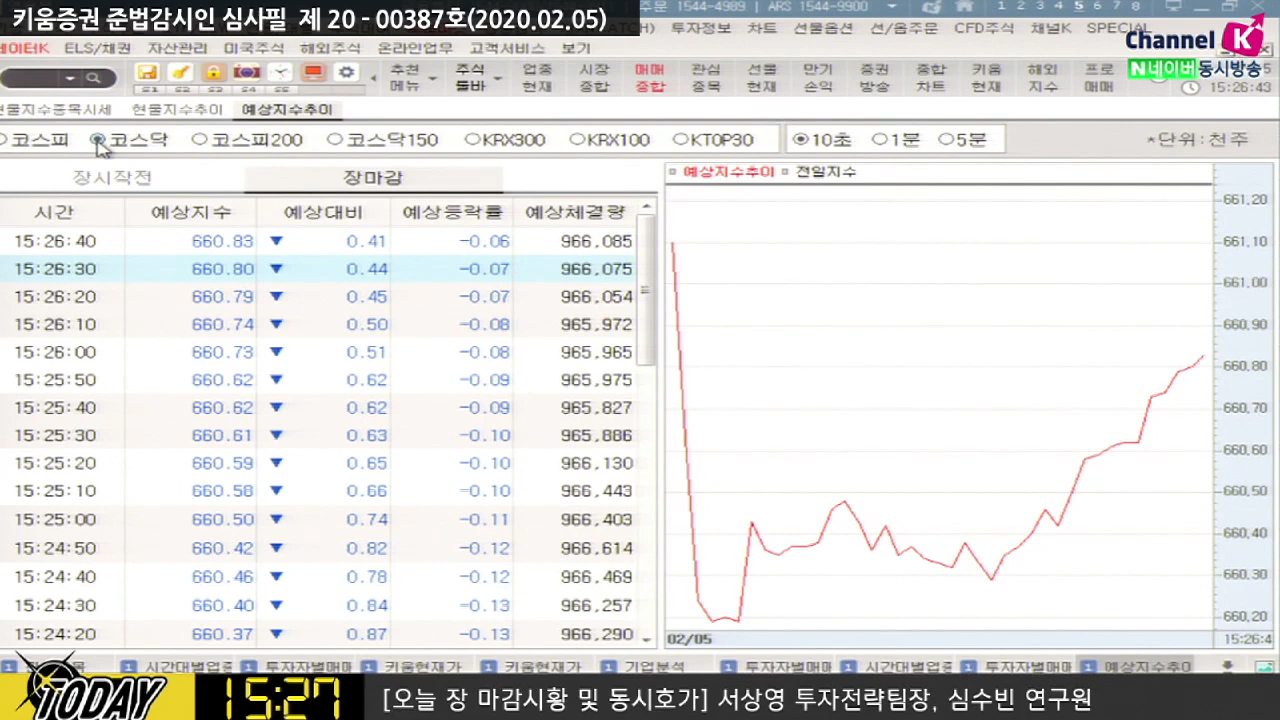 키움증권 준법감시인 심사필 제 20 - 00387호(2020.02.05)
주문 1544-4989 | ARS 1544-9900
1 2 3 4 5 6 7 8
Channel K
N 네이버 동시방송
ELS/채권 자산관리 미국주식 해외주식 온라인업무 고객서비스 보기
투자정보 차트 선물옵션 선/옵주문 CFD주식 채널K SPECIAL
추천메뉴 주식툴바 업종현재 시장종합 매매종합 관심종목 선물현재 만기손익 증권방송 종합차트 키움현재 해외지수 프로매매
15:26:43
현물지수종목시세 현물지수추이 예상지수추이
코스피 코스닥 코스피200 코스닥150 KRX300 KRX100 KTOP30 10초 1분 5분 *단위:천주
장시작전 장마감
시간 예상지수 예상대비 예상등락률 예상체결량
15:26:40 660.83 ▼ 0.41 -0.06 966,085
15:26:30 660.80 ▼ 0.44 -0.07 966,075
15:26:20 660.79 ▼ 0.45 -0.07 966,054
15:26:10 660.74 ▼ 0.50 -0.08 965,972
15:26:00 660.73 ▼ 0.51 -0.08 965,965
15:25:50 660.62 ▼ 0.62 -0.09 965,975
15:25:40 660.62 ▼ 0.62 -0.09 965,827
15:25:30 660.61 ▼ 0.63 -0.10 965,886
15:25:20 660.59 ▼ 0.65 -0.10 966,130
15:25:10 660.58 ▼ 0.66 -0.10 966,443
15:25:00 660.50 ▼ 0.74 -0.11 966,403
15:24:50 660.42 ▼ 0.82 -0.12 966,614
15:24:40 660.46 ▼ 0.78 -0.12 966,469
15:24:30 660.40 ▼ 0.84 -0.13 966,257
15:24:20 660.37 ▼ 0.87 -0.13 966,290
예상지수추이 전일지수
661,20
661,10
661,00
660,90
660,80
660,70
660,60
660,50
660,40
660,30
660,20
02/05 15:26:4
1 시간대별업종 1 투자자별매매 1 키움현재가 1 키움현재가 1 기업분석 1 투자자별매매 1 시간대별업종 1 투자자별매매 1 예상지수추이
TODAY 15:27 [오늘 장 마감시황 및 동시호가] 서상영 투자전략팀장, 심수빈 연구원